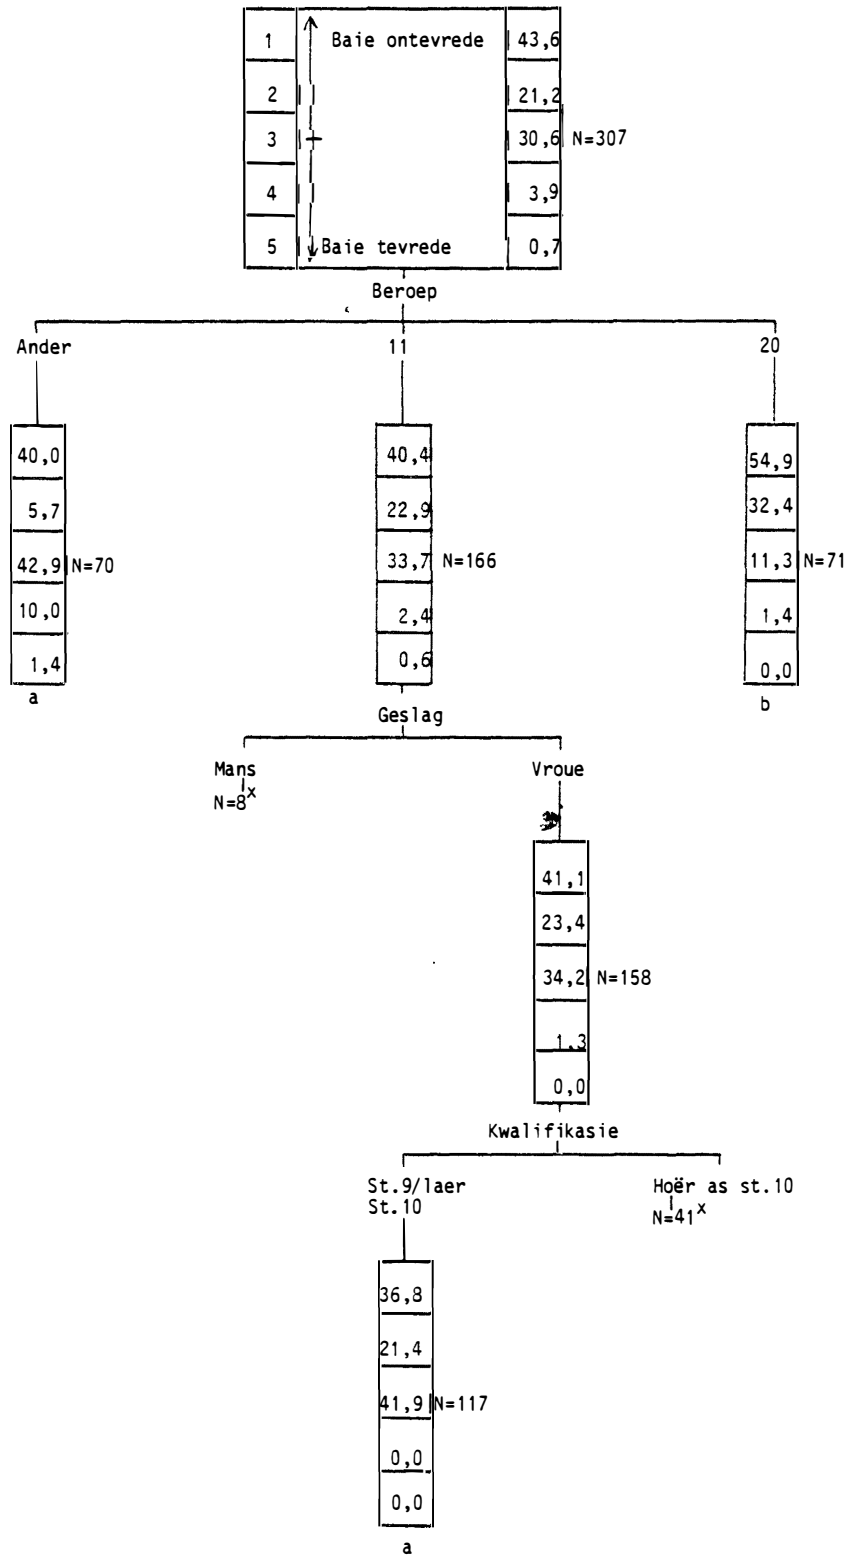 1 Baie ontevrede 43,6
2 21,2
3 30,6 N=307
4 3,9
5 Baie tevrede 0,7
Beroep
Ander 11 20
40,0 40,4 54,9
5,7 22,9 32,4
42,9 N=70 33,7 N=166 11,3 N=71
10,0 2,4 1,4
1,4 0,6 0,0
a b
Geslag
Mans Vroue
N=8x
41,1
23,4
34,2 N=158
1,3
0,0
Kwalifikasie
St.9/laer Hoër as st.10
St.10 N=41x
36,8
21,4
41,9 N=117
0,0
0,0
a